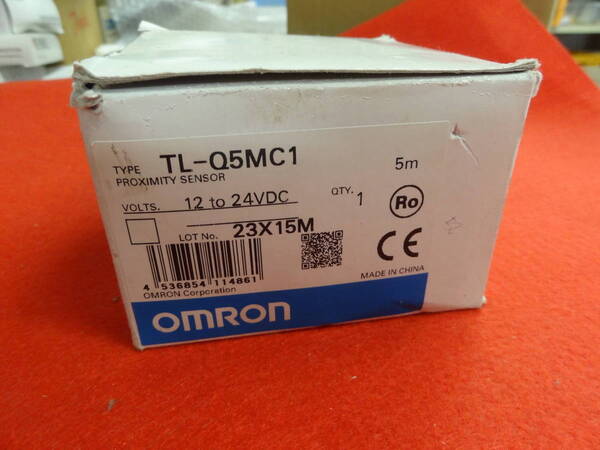 TYPE TL-Q5MC1 5m
PROXIMITY SENSOR
VOLTS. 12 to 24VDC QTY. 1 Ro
LOT No. 23X15M
CE
4 536854 114861
MADE IN CHINA
OMRON Corporation
OMRON